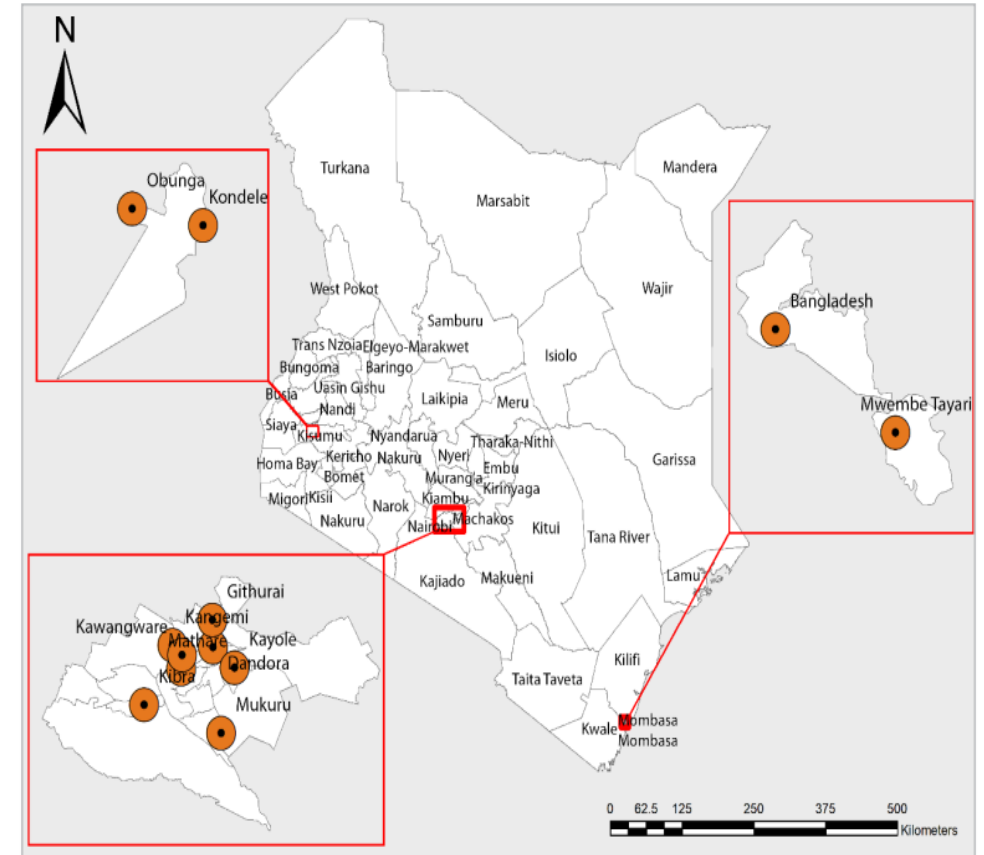 N
Obunga
Kondele
Turkana
Marsabit
Mandera
Wajir
West Pokot
Samburu
Isiolo
Trans Nzoia
Elgeyo-Marakwet
Bungoma
Baringo
Uasin Gishu
Busia
Nandi
Laikipia
Meru
Siaya
Kisumu
Nyandarua
Tharaka-Nithi
Homa Bay
Kericho
Nakuru
Nyeri
Embu
Garissa
Bomet
Murangla
Kirinyaga
Migori
Kisii
Kiambu
Narok
Nakuru
Nairobi
Machakos
Kitui
Tana River
Kajiado
Makueni
Lamu
Kilifi
Taita Taveta
Kwale
Mombasa
Mombasa
Bangladesh
Mwembe Tayari
Githurai
Kangemi
Kawangware
Mathare
Kayole
Dandora
Kibra
Mukuru
0 62.5 125 250 375 500
Kilometers